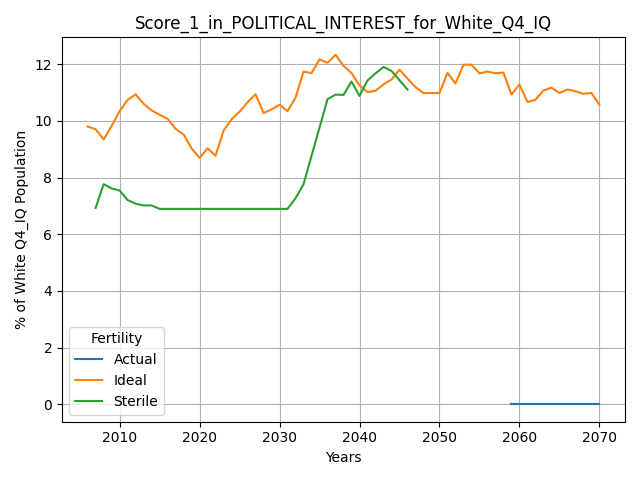 Score_1_in_POLITICAL_INTEREST_for_White_Q4_IQ
% of White Q4_IQ Population
12
10
8
6
4
2
0
Fertility
Actual
Ideal
Sterile
2010 2020 2030 2040 2050 2060 2070
Years